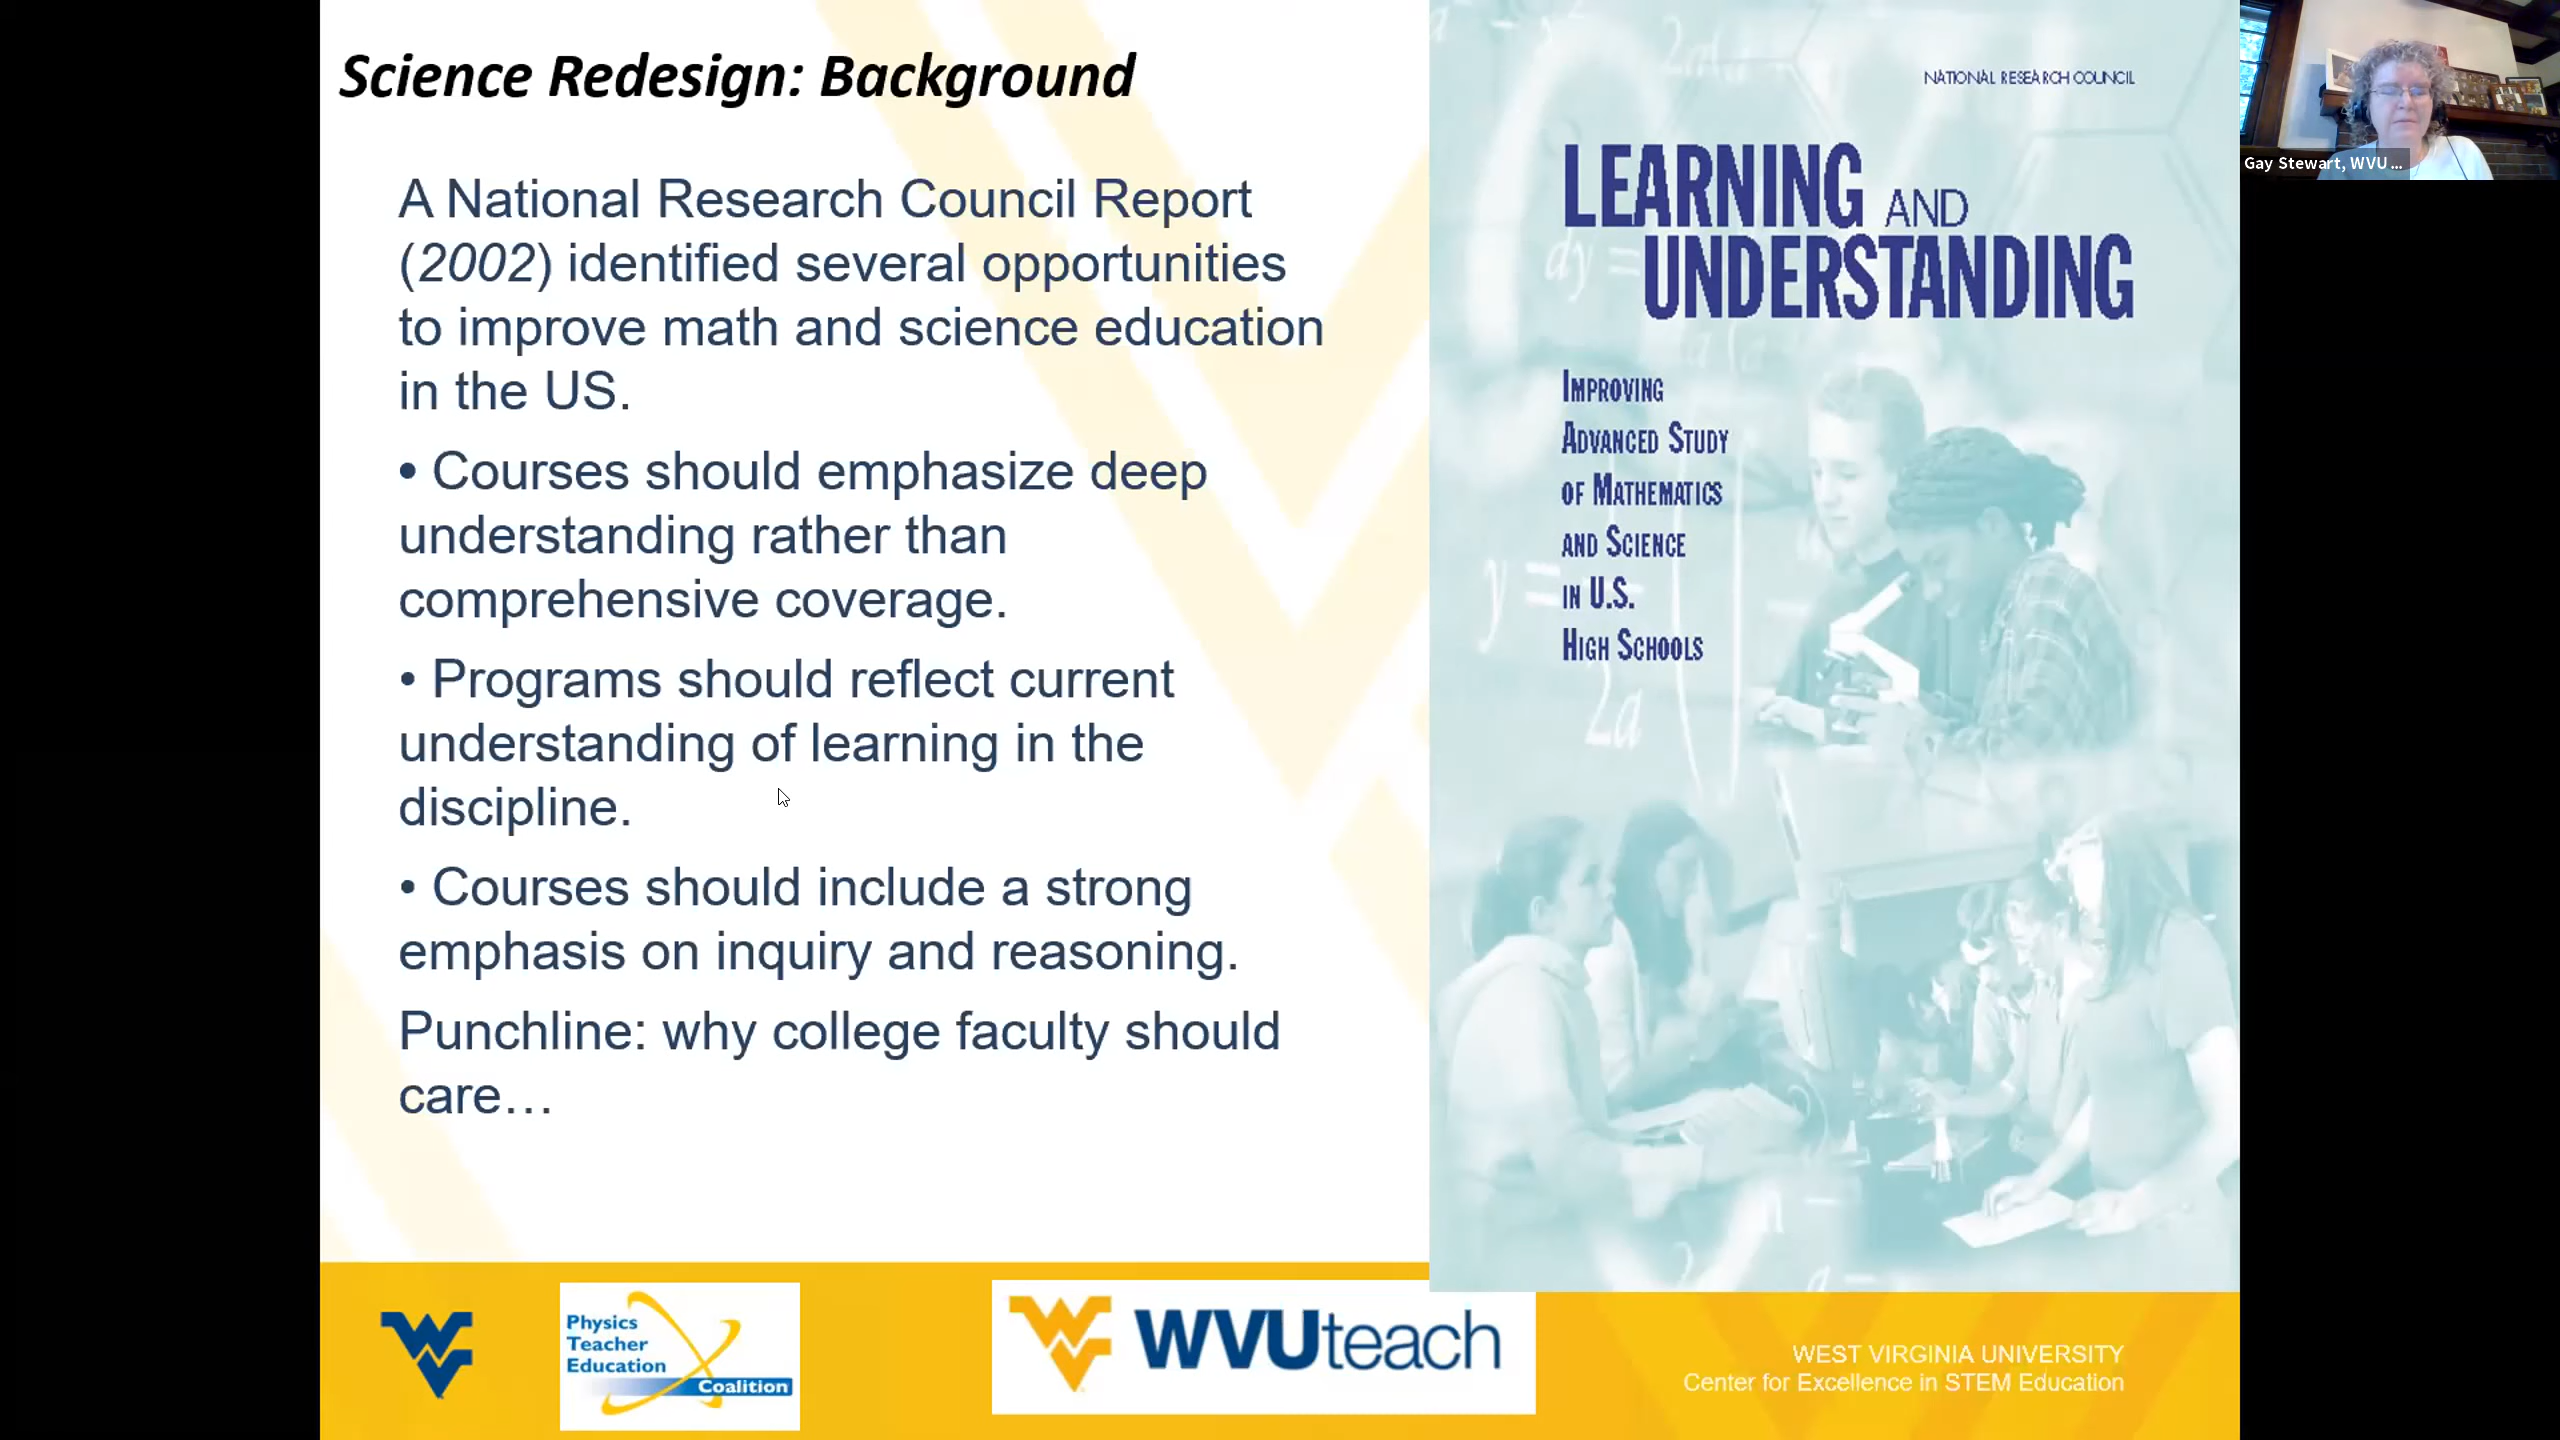 Science Redesign: Background
A National Research Council Report
(2002) identified several opportunities
to improve math and science education
in the US.
• Courses should emphasize deep
understanding rather than
comprehensive coverage.
• Programs should reflect current
understanding of learning in the
discipline.
• Courses should include a strong
emphasis on inquiry and reasoning.
Punchline: why college faculty should
care…
NATIONAL RESEARCH COUNCIL
LEARNING AND
UNDERSTANDING
dy =
y =
2a
IMPROVING
ADVANCED STUDY
OF MATHEMATICS
AND SCIENCE
IN U.S.
HIGH SCHOOLS
Gay Stewart, WVU ...
WV
Physics
Teacher
Education
Coalition
WV WVUteach
WEST VIRGINIA UNIVERSITY
Center for Excellence in STEM Education